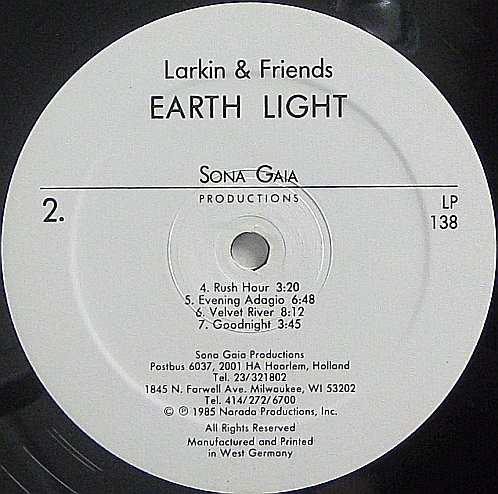 Larkin & Friends
EARTH LIGHT
SONA GAIA
PRODUCTIONS
2.
LP
138
4. Rush Hour 3:20
5. Evening Adagio 6:48
6. Velvet River 8:12
7. Goodnight 3:45
Sona Gaia Productions
Postbus 6037, 2001 HA Haarlem, Holland
Tel. 23/321802
1845 N. Farwell Ave. Milwaukee, WI 53202
Tel. 414/272/6700
© ℗ 1985 Narada Productions, Inc.
All Rights Reserved
Manufactured and Printed
in West Germany